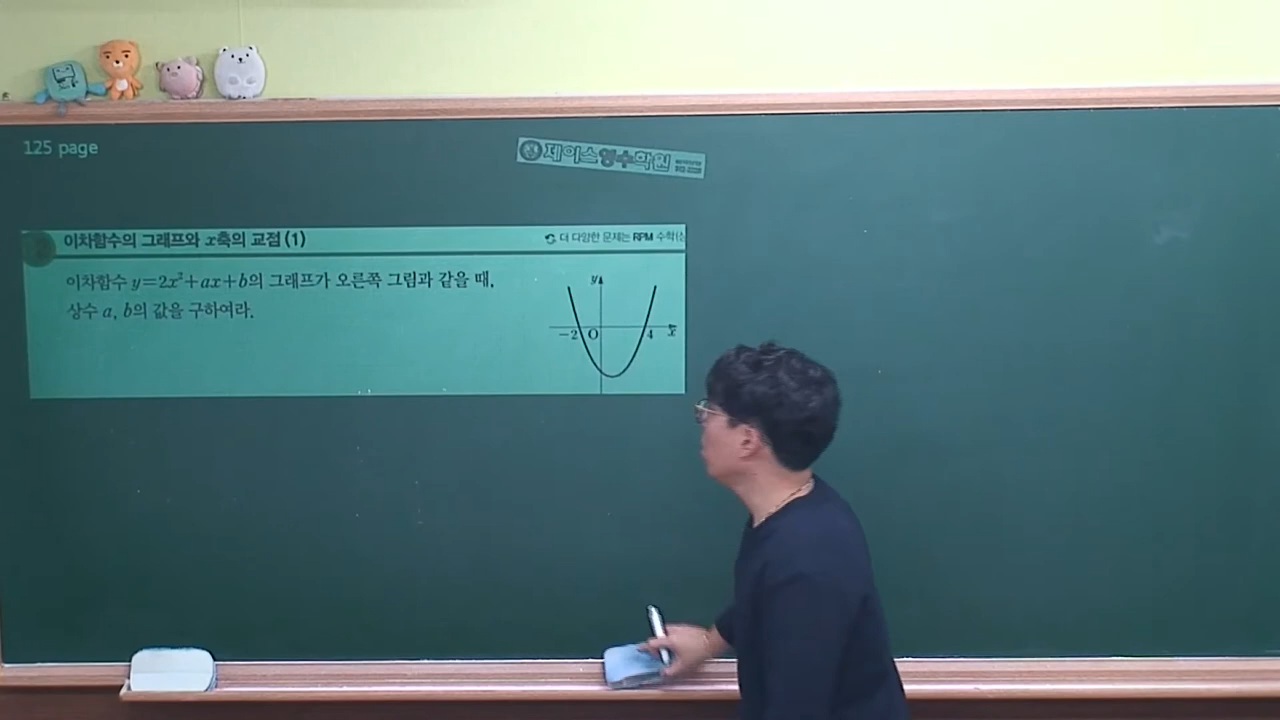 125 page
제이스영수학원
이차함수의 그래프와 x축의 교점 (1)
더 다양한 문제는 RPM 수학(상
이차함수 y=2x²+ax+b의 그래프가 오른쪽 그림과 같을 때,
상수 a, b의 값을 구하여라.
y
-2 O 4 x